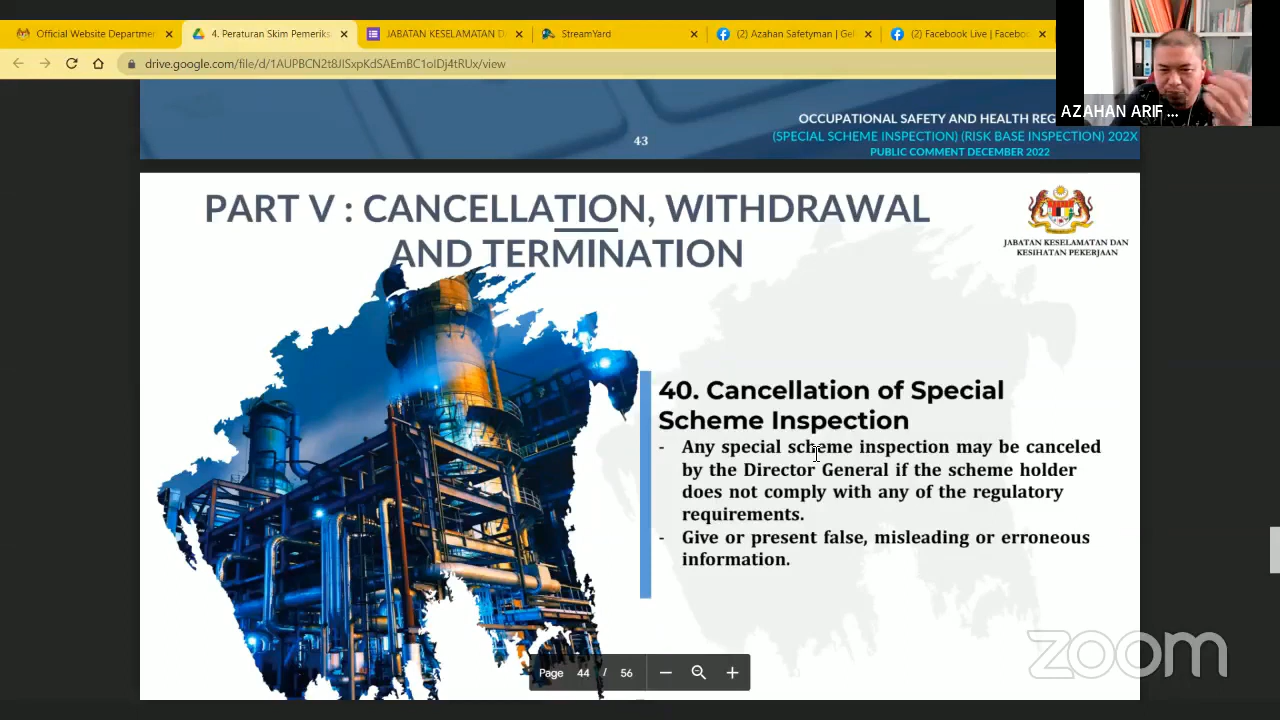 Official Website Departmen
4. Peraturan Skim Pemeriks
JABATAN KESELAMATAN D
StreamYard
(2) Azahan Safetyman | Gel
(2) Facebook Live | Facebook
drive.google.com/file/d/1AUPBCN2t8JISxpKdSAEmBC1oIDj4tRUx/view
AZAHAN ARIF ...
43
OCCUPATIONAL SAFETY AND HEALTH REG
(SPECIAL SCHEME INSPECTION) (RISK BASE INSPECTION) 202X
PUBLIC COMMENT DECEMBER 2022
PART V : CANCELLATION, WITHDRAWAL
AND TERMINATION
JABATAN KESELAMATAN DAN
KESIHATAN PEKERJAAN
40. Cancellation of Special
Scheme Inspection
- Any special scheme inspection may be canceled
by the Director General if the scheme holder
does not comply with any of the regulatory
requirements.
- Give or present false, misleading or erroneous
information.
Page 44 / 56
zoom